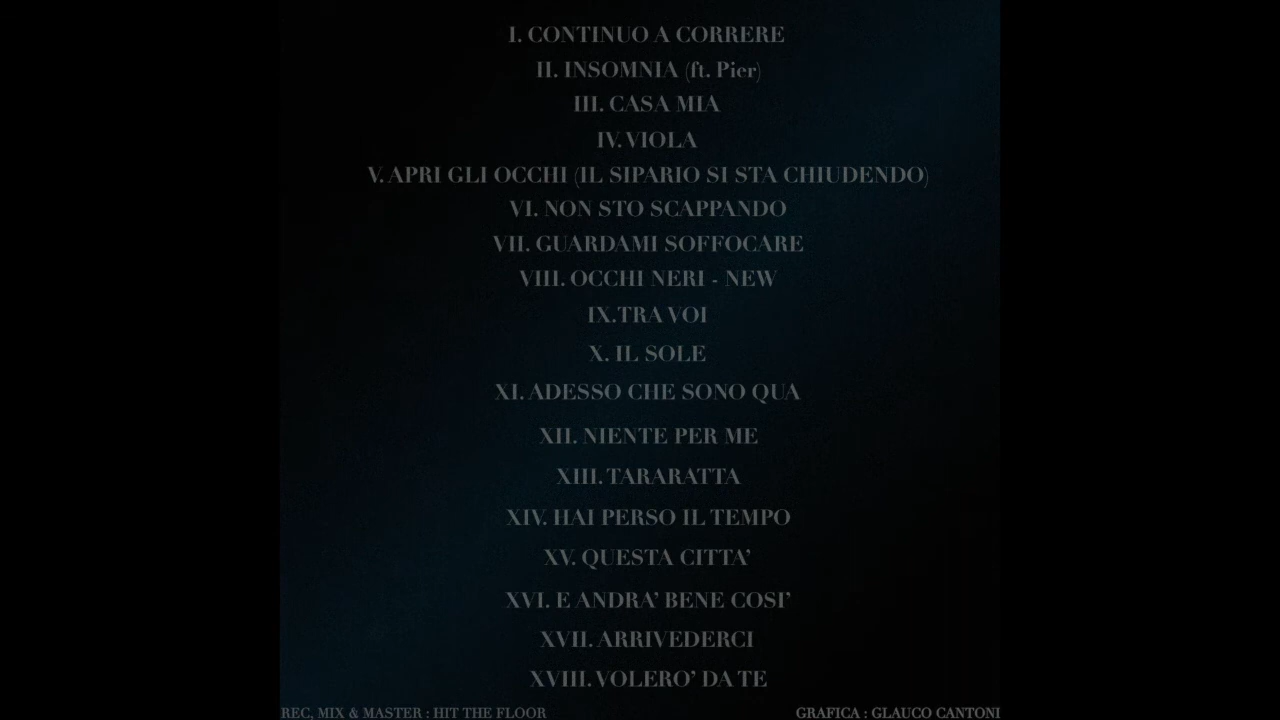 I. CONTINUO A CORRERE
II. INSOMNIA (ft. Pier)
III. CASA MIA
IV. VIOLA
V. APRI GLI OCCHI (IL SIPARIO SI STA CHIUDENDO)
VI. NON STO SCAPPANDO
VII. GUARDAMI SOFFOCARE
VIII. OCCHI NERI - NEW
IX. TRA VOI
X. IL SOLE
XI. ADESSO CHE SONO QUA
XII. NIENTE PER ME
XIII. TARARATTA
XIV. HAI PERSO IL TEMPO
XV. QUESTA CITTA’
XVI. E ANDRA’ BENE COSI’
XVII. ARRIVEDERCI
XVIII. VOLERO’ DA TE
REC, MIX & MASTER : HIT THE FLOOR
GRAFICA : GLAUCO CANTONI